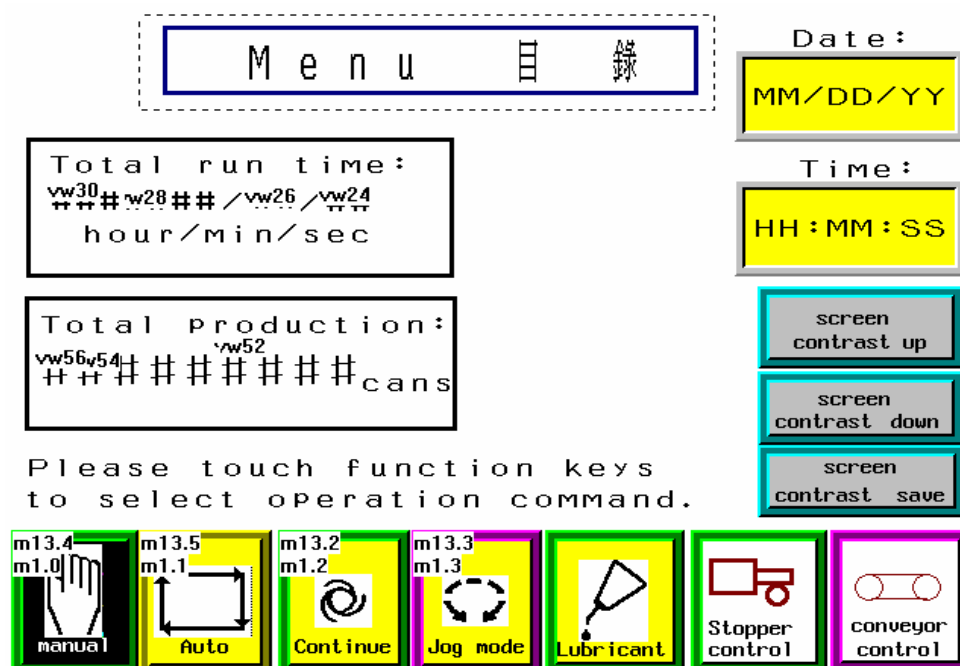 Menu 目錄
Date:
MM/DD/YY
Total run time:
vw30 # vw28 ## /vw26 /vw24
hour/min/sec
Time:
HH:MM:SS
Total production:
vw56 v54 vw52
#########cans
screen
contrast up
screen
contrast down
screen
contrast save
Please touch function keys
to select operation command.
m13.4
m1.0
manual
m13.5
m1.1
Auto
m13.2
m1.2
Continue
m13.3
m1.3
Jog mode
Lubricant
Stopper
control
conveyor
control